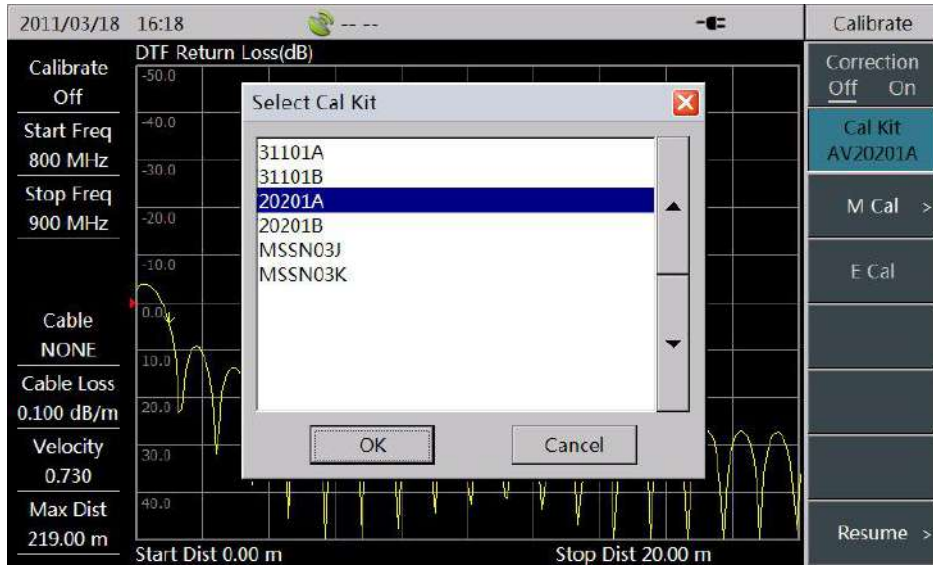 2011/03/18 16:18 -- -- Calibrate
Calibrate
Off
Start Freq
800 MHz
Stop Freq
900 MHz
Cable
NONE
Cable Loss
0.100 dB/m
Velocity
0.730
Max Dist
219.00 m
DTF Return Loss(dB)
-50.0
-40.0
-30.0
-20.0
-10.0
0.0
10.0
20.0
30.0
40.0
Start Dist 0.00 m Stop Dist 20.00 m
Select Cal Kit
31101A
31101B
20201A
20201B
MSSN03J
MSSN03K
OK Cancel
Correction
Off On
Cal Kit
AV20201A
M Cal >
E Cal
Resume >